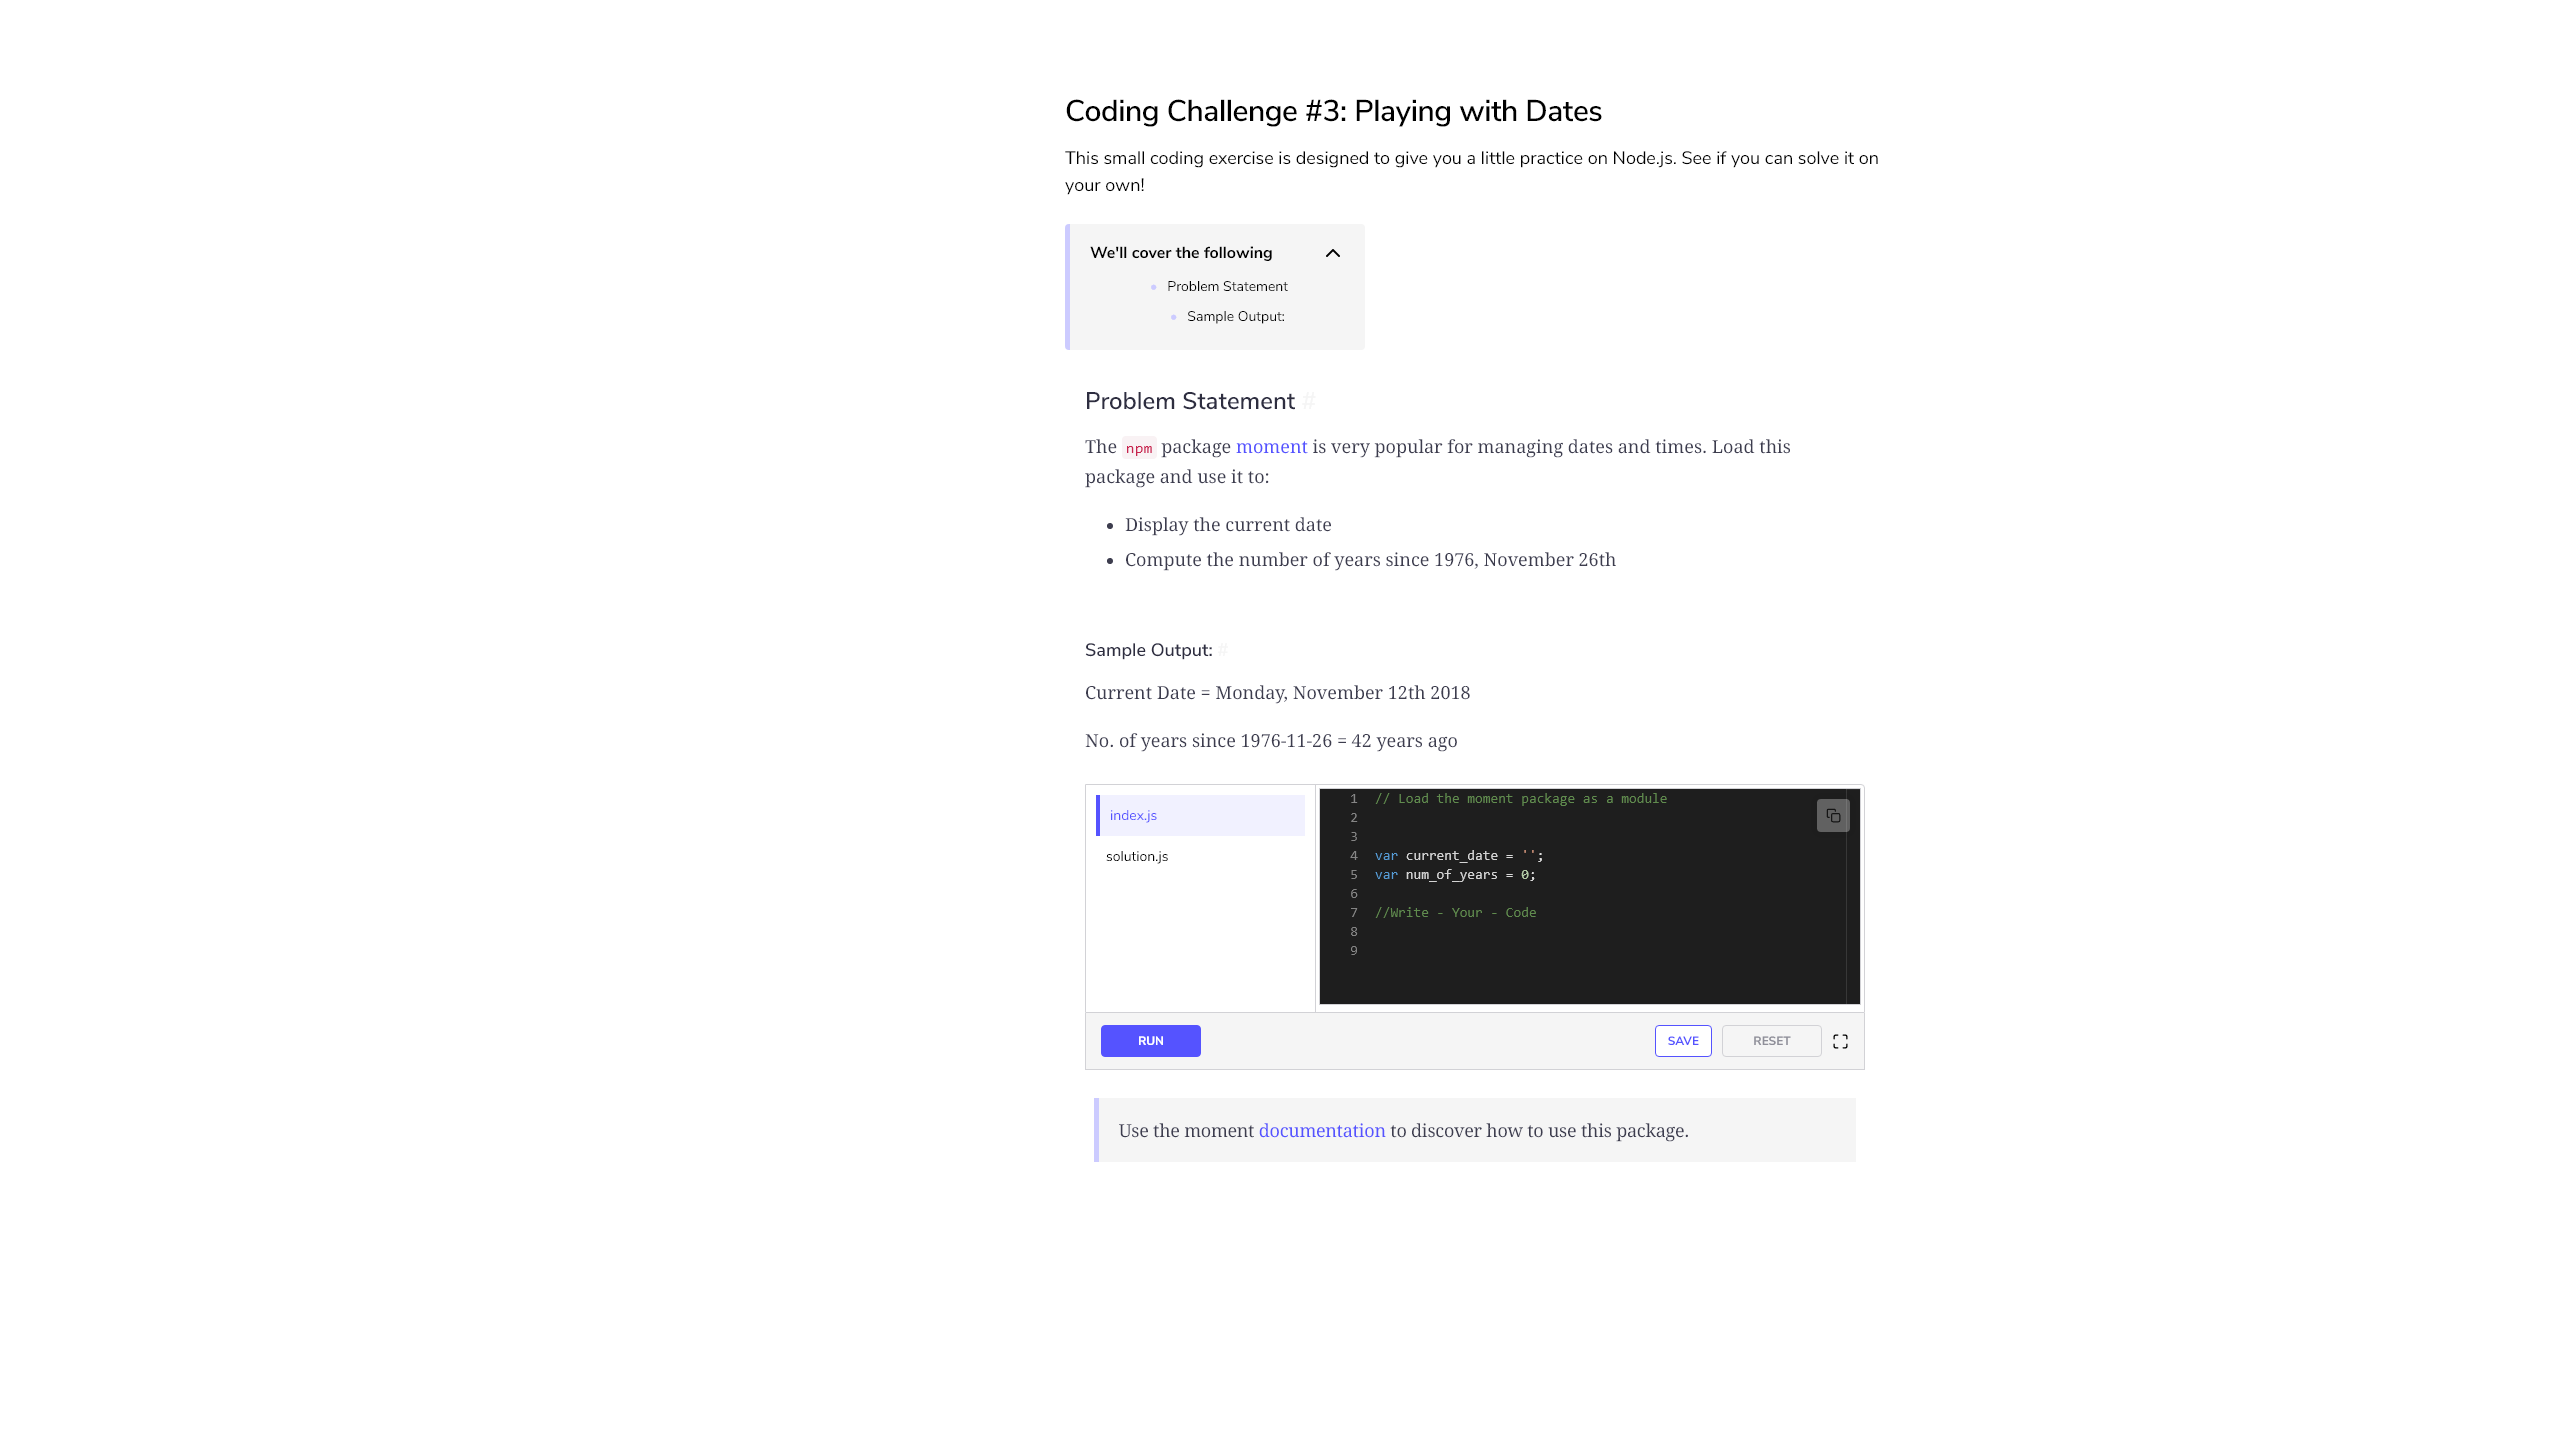 Coding Challenge #3: Playing with Dates
This small coding exercise is designed to give you a little practice on Node.js. See if you can solve it on
your own!
We'll cover the following
Problem Statement
Sample Output:
Problem Statement #
The npm package moment is very popular for managing dates and times. Load this
package and use it to:
Display the current date
Compute the number of years since 1976, November 26th
Sample Output: #
Current Date = Monday, November 12th 2018
No. of years since 1976-11-26 = 42 years ago
index.js
solution.js
1 // Load the moment package as a module
2
3
4 var current_date = '';
5 var num_of_years = 0;
6
7 //Write - Your - Code
8
9
RUN
SAVE
RESET
Use the moment documentation to discover how to use this package.